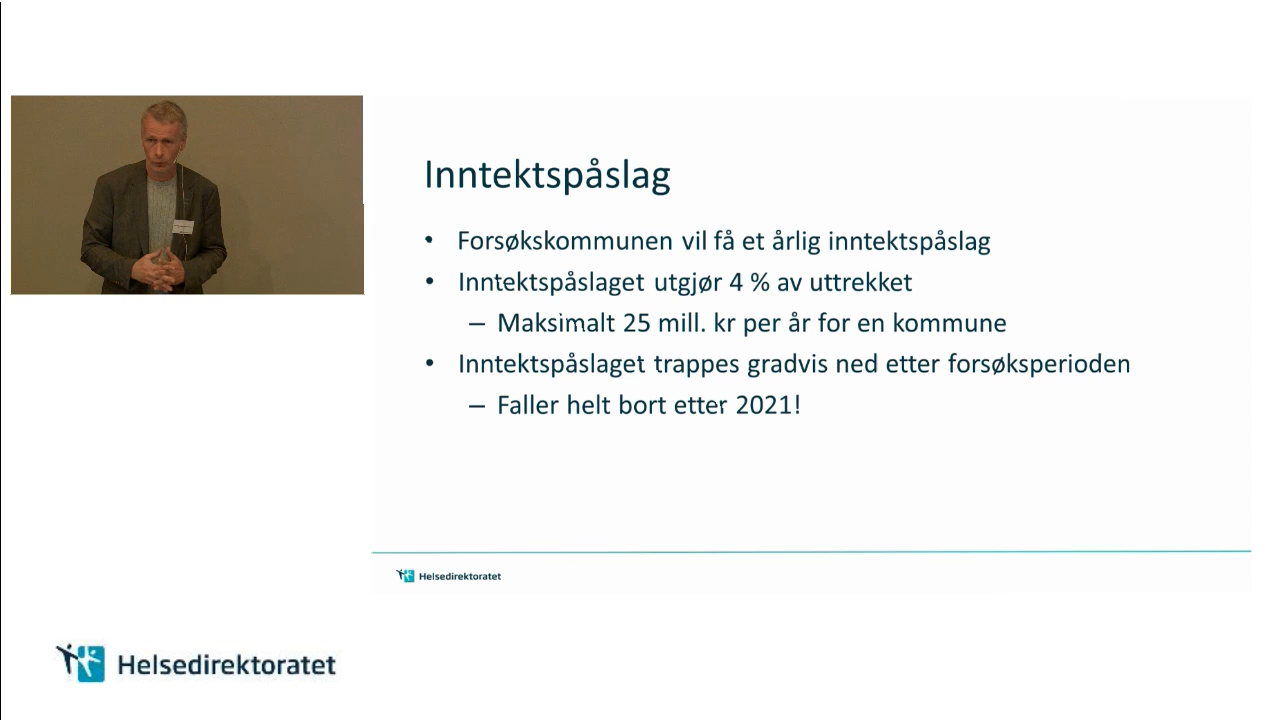 Inntektspåslag
• Forsøkskommunen vil få et årlig inntektspåslag
• Inntektspåslaget utgjør 4 % av uttrekket
– Maksimalt 25 mill. kr per år for en kommune
• Inntektspåslaget trappes gradvis ned etter forsøksperioden
– Faller helt bort etter 2021!
Helsedirektoratet
Helsedirektoratet